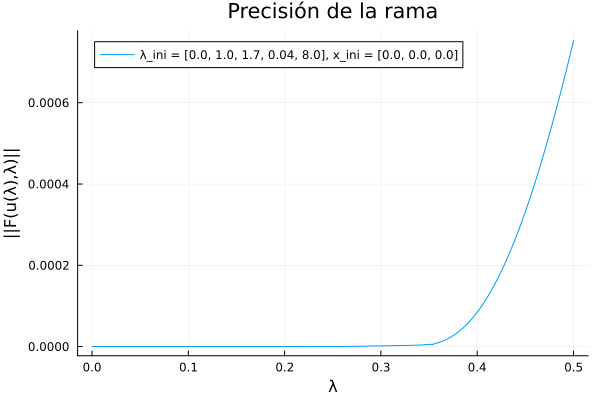 Precisión de la rama
λ_ini = [0.0, 1.0, 1.7, 0.04, 8.0], x_ini = [0.0, 0.0, 0.0]
||F(u(λ),λ)||
0.0006
0.0004
0.0002
0.0000
0.0 0.1 0.2 0.3 0.4 0.5
λ